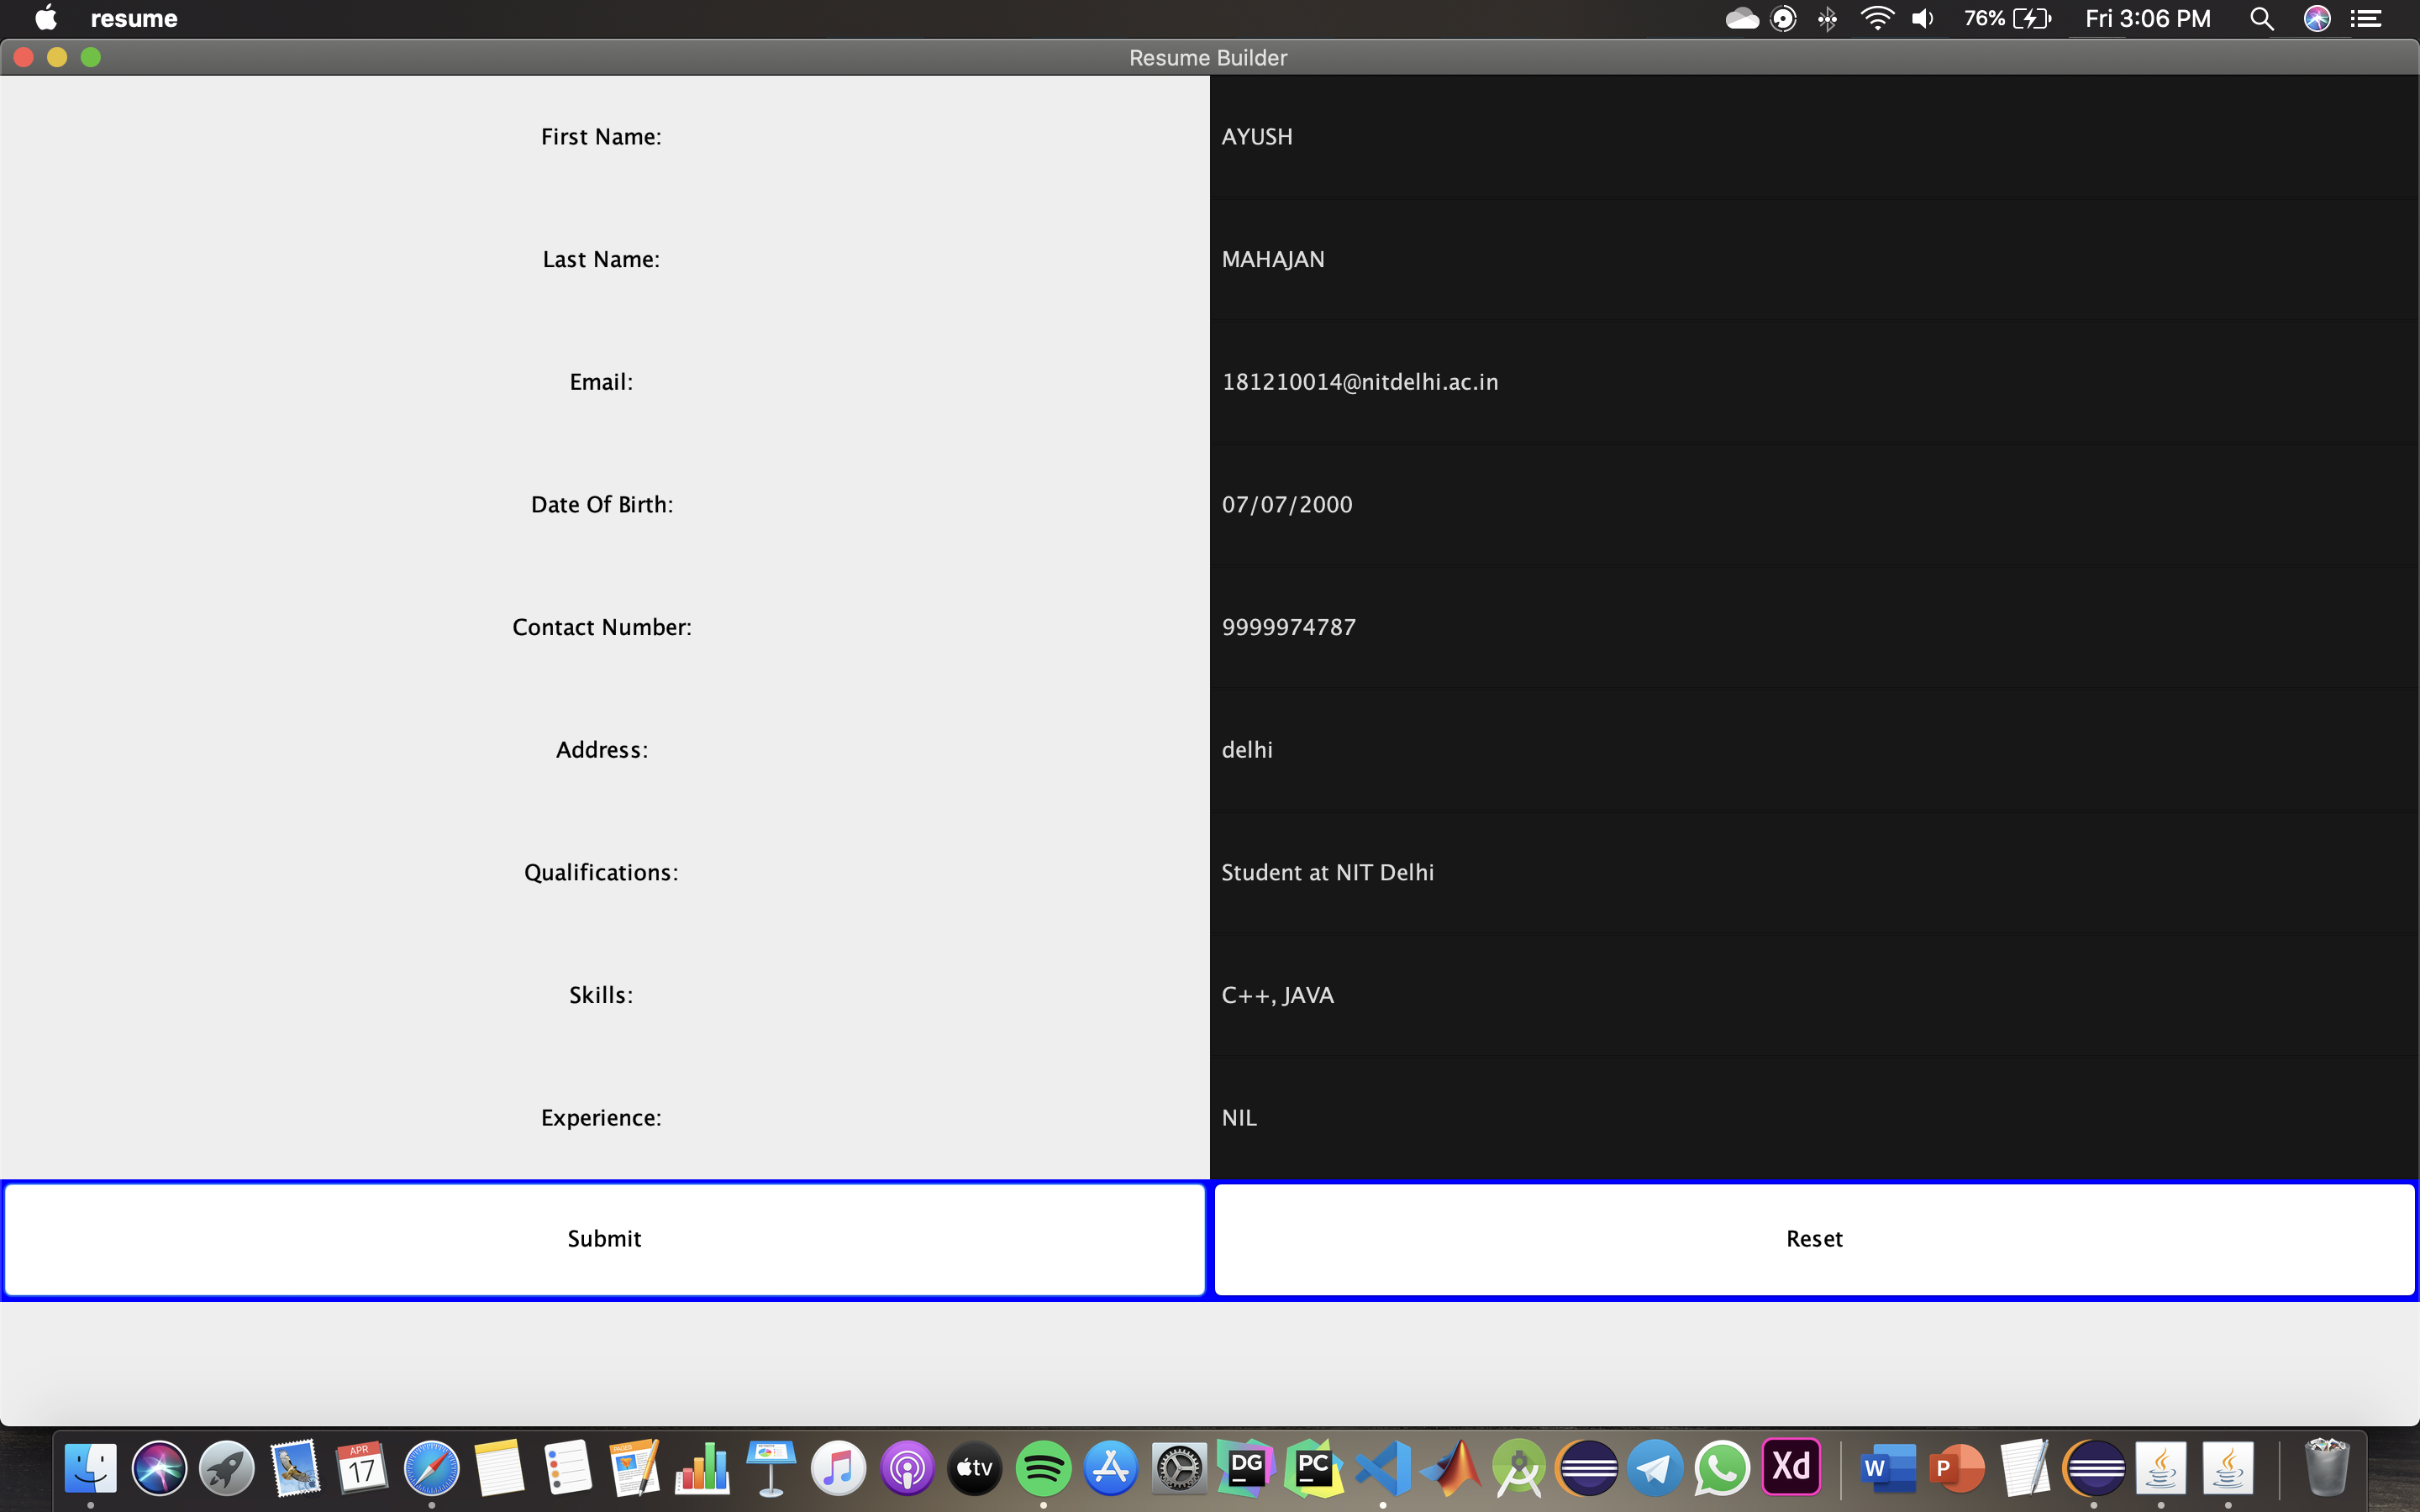 resume
76%
Fri 3:06 PM
Resume Builder
First Name:
AYUSH
Last Name:
MAHAJAN
Email:
181210014@nitdelhi.ac.in
Date Of Birth:
07/07/2000
Contact Number:
9999974787
Address:
delhi
Qualifications:
Student at NIT Delhi
Skills:
C++, JAVA
Experience:
NIL
Submit
Reset
APR
17
PAGES
tv
DG
PC
Xd
W
P